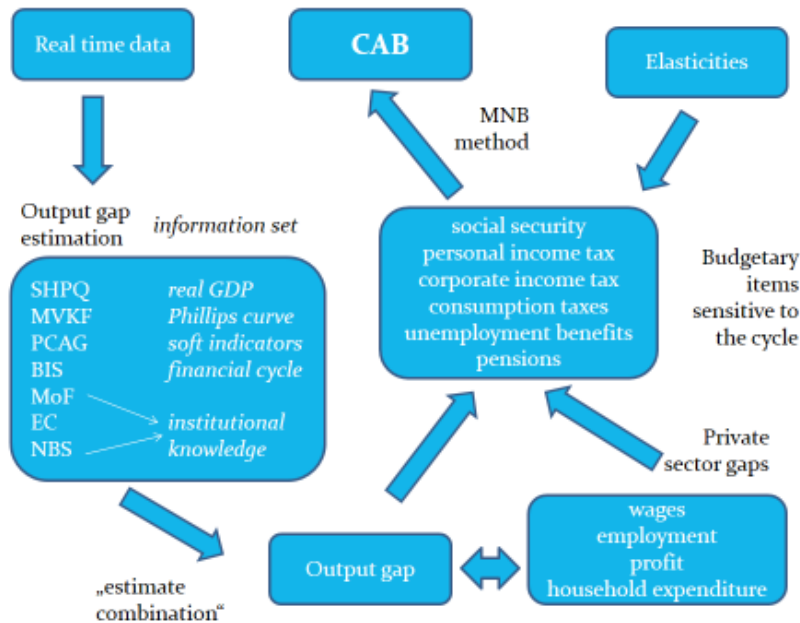 Real time data
CAB
Elasticities
MNB
method
Output gap
estimation
information set
SHPQ real GDP
MVKF Phillips curve
PCAG soft indicators
BIS financial cycle
MoF
EC institutional
NBS knowledge
social security
personal income tax
corporate income tax
consumption taxes
unemployment benefits
pensions
Budgetary
items
sensitive to
the cycle
Private
sector gaps
wages
employment
profit
household expenditure
Output gap
„estimate
combination“